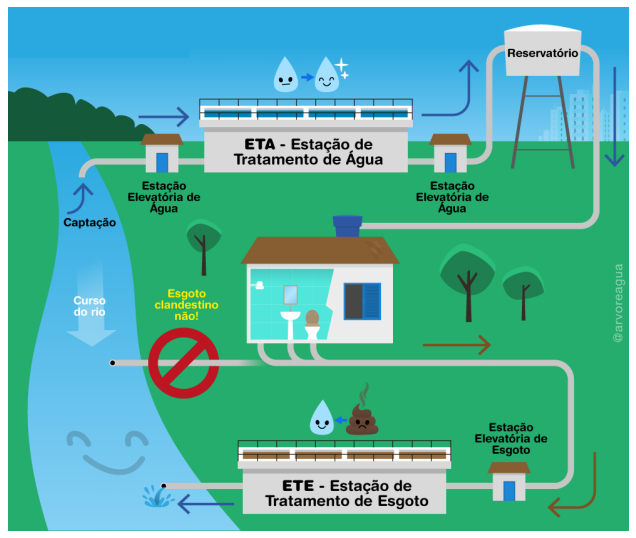 Reservatório
ETA - Estação de
Tratamento de Água
Estação
Elevatória de
Água
Estação
Elevatória de
Água
Captação
Curso
do rio
Esgoto
clandestino
não!
@arvoreagua
Estação
Elevatória de
Esgoto
ETE - Estação de
Tratamento de Esgoto